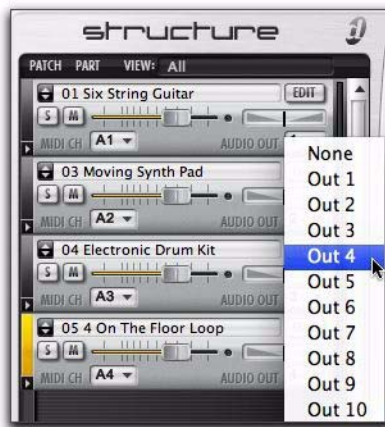 structure
PATCH PART VIEW: All
01 Six String Guitar EDIT
S M
MIDI CH A1 AUDIO OUT
03 Moving Synth Pad
S M
MIDI CH A2 AUDIO OUT
04 Electronic Drum Kit
S M
MIDI CH A3 AUDIO OUT
05 4 On The Floor Loop
S M
MIDI CH A4 AUDIO OUT
None
Out 1
Out 2
Out 3
Out 4
Out 5
Out 6
Out 7
Out 8
Out 9
Out 10